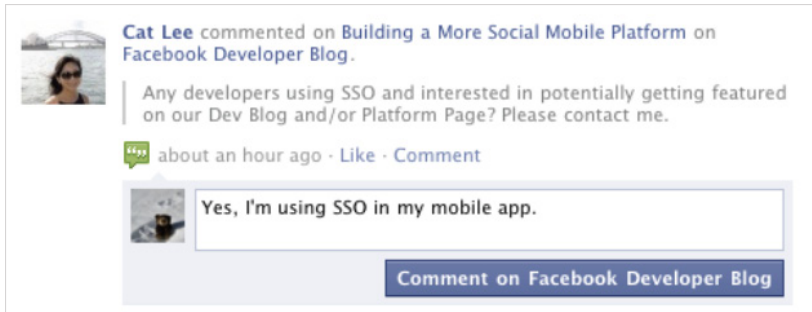 Cat Lee commented on Building a More Social Mobile Platform on
Facebook Developer Blog.
Any developers using SSO and interested in potentially getting featured
on our Dev Blog and/or Platform Page? Please contact me.
about an hour ago · Like · Comment
Yes, I'm using SSO in my mobile app.
Comment on Facebook Developer Blog